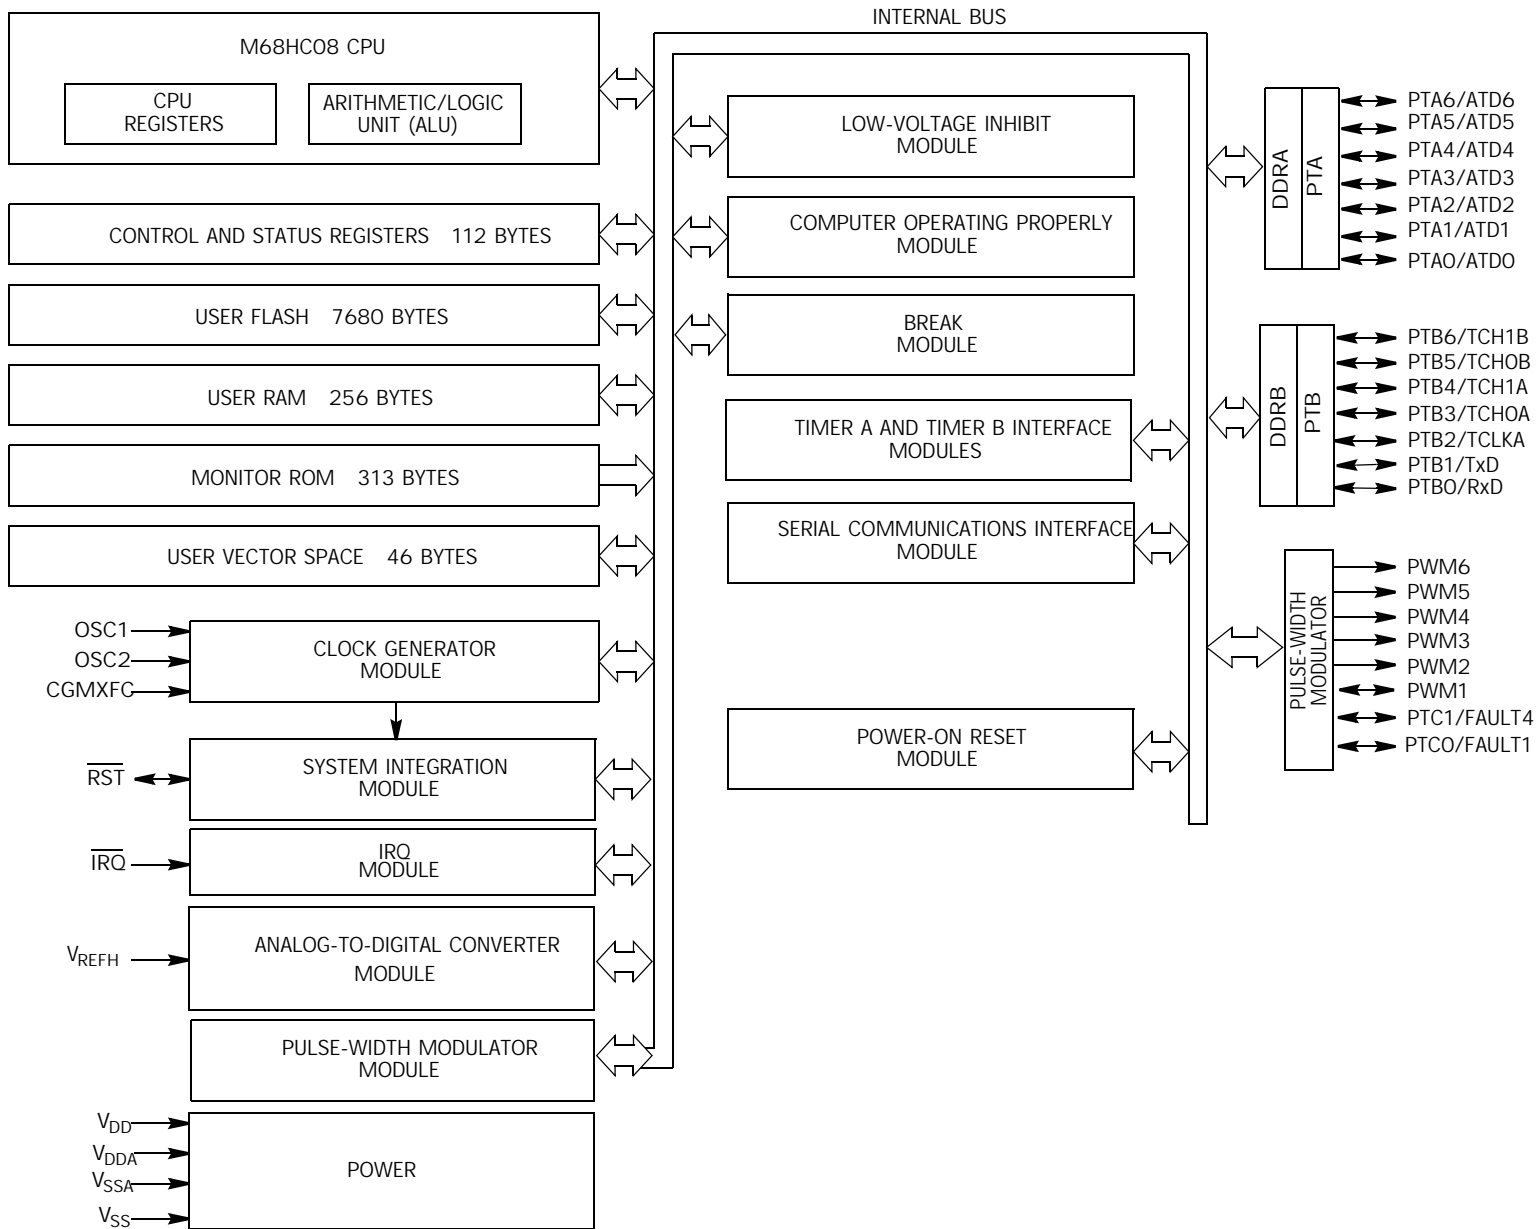 INTERNAL BUS
M68HC08 CPU
CPU
REGISTERS
ARITHMETIC/LOGIC
UNIT (ALU)
CONTROL AND STATUS REGISTERS 112 BYTES
USER FLASH 7680 BYTES
USER RAM 256 BYTES
MONITOR ROM 313 BYTES
USER VECTOR SPACE 46 BYTES
OSC1
OSC2
CGMXFC
CLOCK GENERATOR
MODULE
RST
SYSTEM INTEGRATION
MODULE
IRQ
IRQ
MODULE
VREFH
ANALOG-TO-DIGITAL CONVERTER
MODULE
PULSE-WIDTH MODULATOR
MODULE
VDD
VDDA
VSSA
VSS
POWER
LOW-VOLTAGE INHIBIT
MODULE
COMPUTER OPERATING PROPERLY
MODULE
BREAK
MODULE
TIMER A AND TIMER B INTERFACE
MODULES
SERIAL COMMUNICATIONS INTERFACE
MODULE
POWER-ON RESET
MODULE
DDRA
PTA
PTA6/ATD6
PTA5/ATD5
PTA4/ATD4
PTA3/ATD3
PTA2/ATD2
PTA1/ATD1
PTA0/ATD0
DDRB
PTB
PTB6/TCH1B
PTB5/TCH0B
PTB4/TCH1A
PTB3/TCH0A
PTB2/TCLKA
PTB1/TxD
PTB0/RxD
PULSE-WIDTH
MODULATOR
PWM6
PWM5
PWM4
PWM3
PWM2
PWM1
PTC1/FAULT4
PTC0/FAULT1